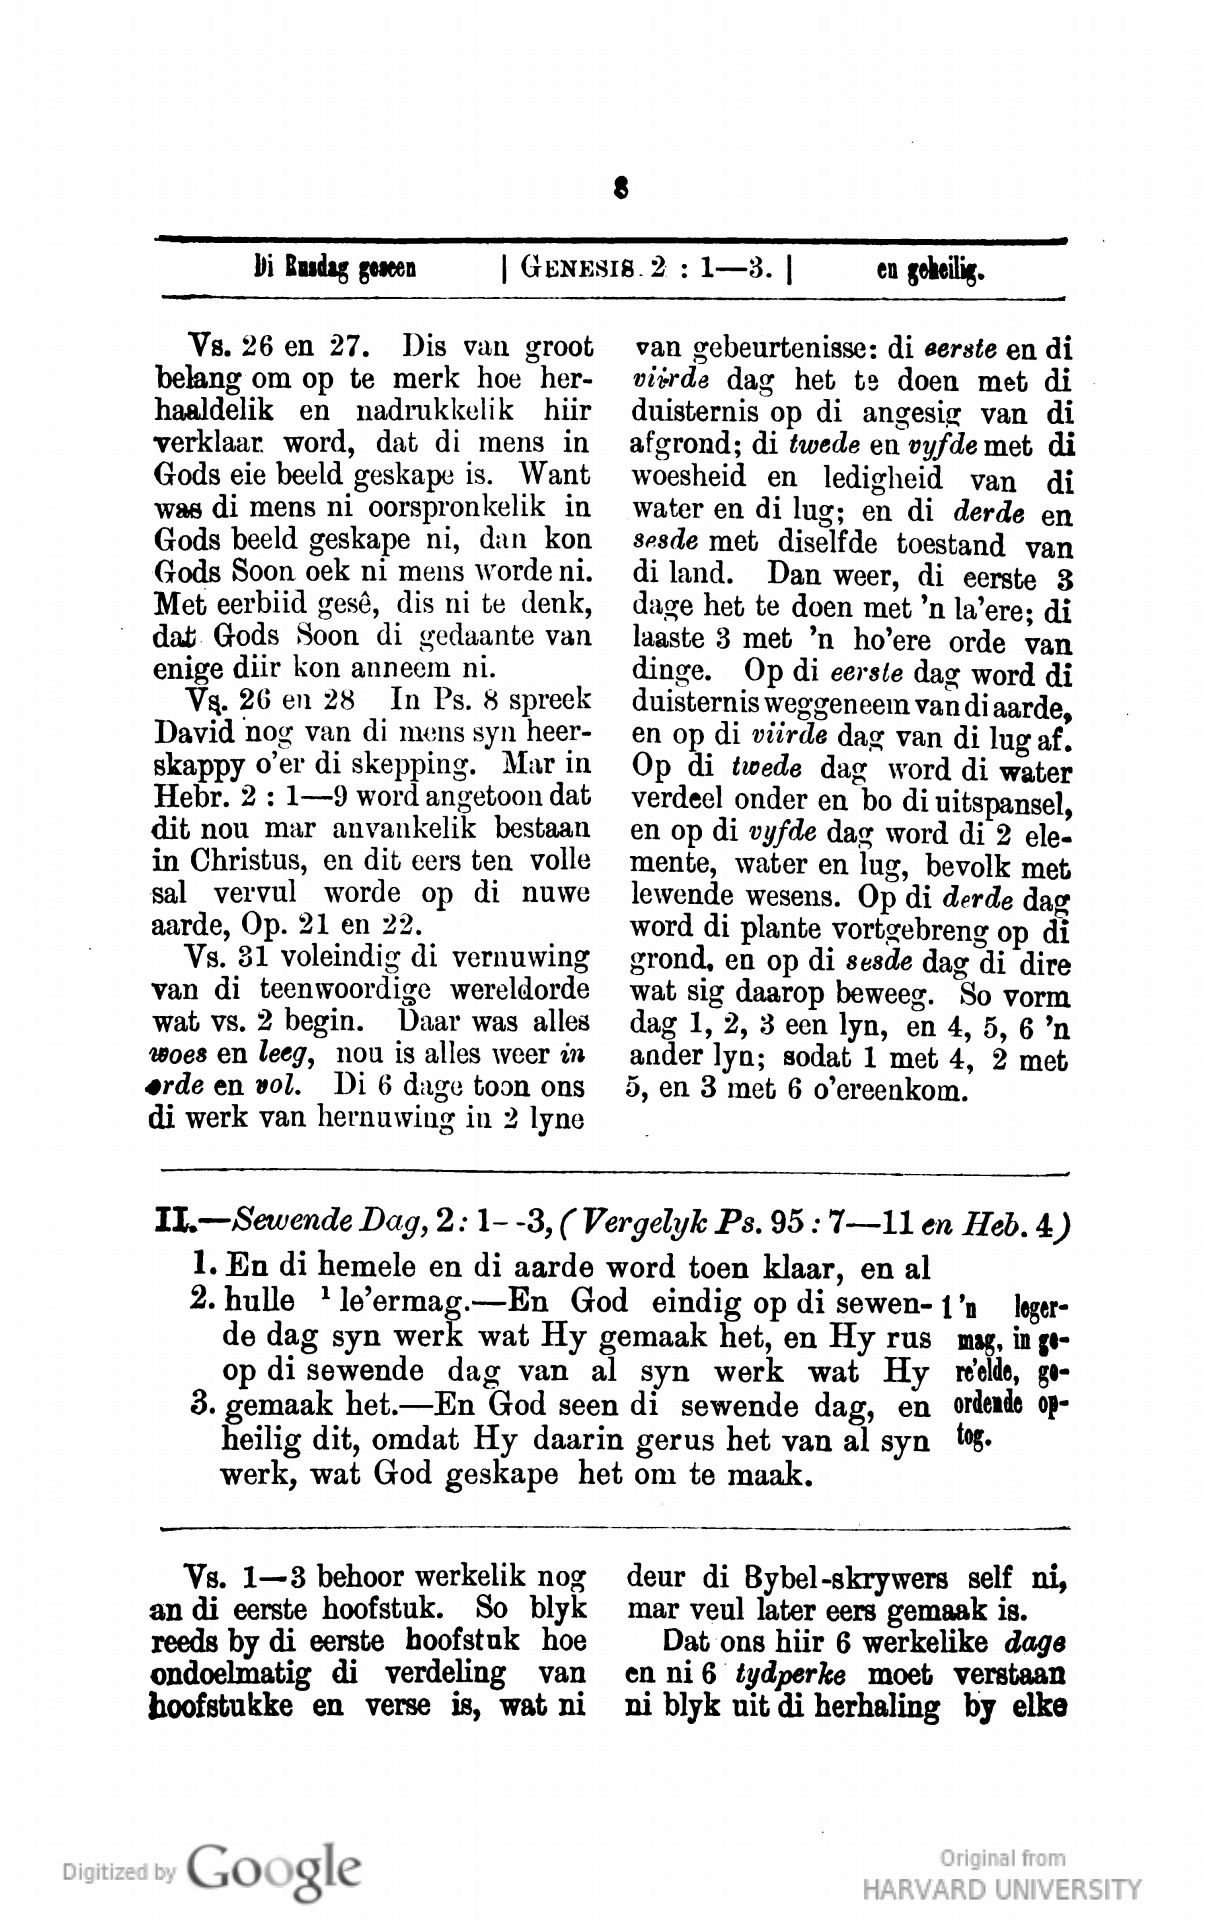 8
Di Rusdag geseen | GENESIS. 2 : 1—3. | en geheilig.
Vs. 26 en 27. Dis van groot
belang om op te merk hoe her-
haaldelik en nadrukkelik hiir
verklaar word, dat di mens in
Gods eie beeld geskape is. Want
was di mens ni oorspronkelik in
Gods beeld geskape ni, dan kon
Gods Soon oek ni mens worde ni.
Met eerbiid gesê, dis ni te denk,
dat Gods Soon di gedaante van
enige diir kon anneem ni.
Vs. 26 en 28 In Ps. 8 spreek
David nog van di mens syn heer-
skappy o'er di skepping. Mar in
Hebr. 2 : 1—9 word angetoon dat
dit nou mar anvankelik bestaan
in Christus, en dit eers ten volle
sal vervul worde op di nuwe
aarde, Op. 21 en 22.
Vs. 31 voleindig di vernuwing
van di teenwoordige wereldorde
wat vs. 2 begin. Daar was alles
woes en leeg, nou is alles weer in
orde en vol. Di 6 dage toon ons
di werk van hernuwing in 2 lyne
van gebeurtenisse: di eerste en di
viirde dag het te doen met di
duisternis op di angesig van di
afgrond; di twede en vyfde met di
woesheid en ledigheid van di
water en di lug; en di derde en
sesde met diselfde toestand van
di land. Dan weer, di eerste 3
dage het te doen met 'n la'ere; di
laaste 3 met 'n ho'ere orde van
dinge. Op di eerste dag word di
duisternis weggeneem van di aarde,
en op di viirde dag van di lug af.
Op di twede dag word di water
verdeel onder en bo di uitspansel,
en op di vyfde dag word di 2 ele-
mente, water en lug, bevolk met
lewende wesens. Op di derde dag
word di plante vortgebreng op di
grond, en op di sesde dag di dire
wat sig daarop beweeg. So vorm
dag 1, 2, 3 een lyn, en 4, 5, 6 'n
ander lyn; sodat 1 met 4, 2 met
5, en 3 met 6 o'ereenkom.
II.—Sewende Dag, 2: 1--3, (Vergelyk Ps. 95 : 7—11 en Heb. 4)
1. En di hemele en di aarde word toen klaar, en al
2. hulle ¹ le'ermag.—En God eindig op di sewen-
de dag syn werk wat Hy gemaak het, en Hy rus
op di sewende dag van al syn werk wat Hy
3. gemaak het.—En God seen di sewende dag, en
heilig dit, omdat Hy daarin gerus het van al syn
werk, wat God geskape het om te maak.
1 'n leger-
mag, in ge-
re'elde, ge-
ordende op-
tog.
Vs. 1—3 behoor werkelik nog
an di eerste hoofstuk. So blyk
reeds by di eerste hoofstuk hoe
ondoelmatig di verdeling van
hoofstukke en verse is, wat ni
deur di Bybel-skrywers self ni,
mar veul later eers gemaak is.
Dat ons hiir 6 werkelike dage
en ni 6 tydperke moet verstaan
ni blyk uit di herhaling by elke
Digitized by Google
Original from
HARVARD UNIVERSITY